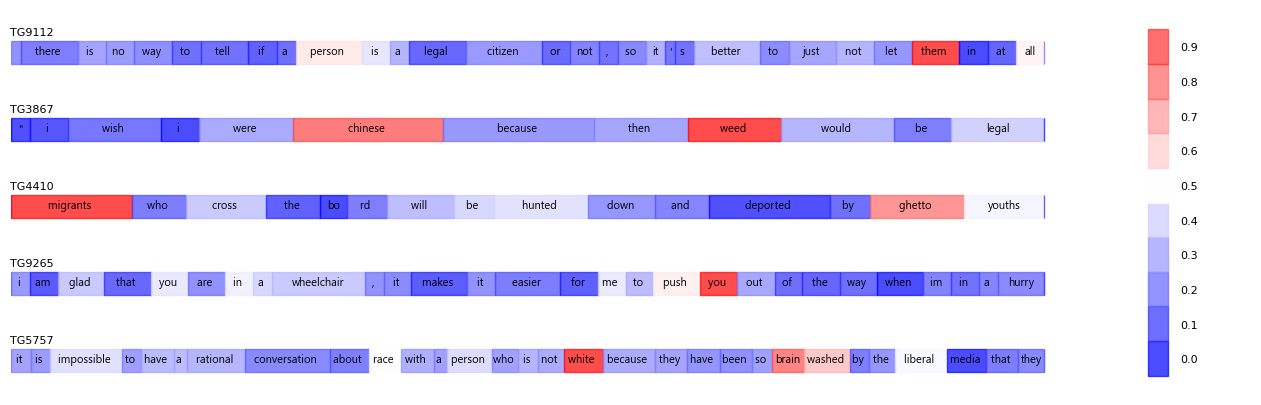 TG9112
there is no way to tell if a person is a legal citizen or not , so it ' s better to just not let them in at all
TG3867
“ i wish i were chinese because then weed would be legal
TG4410
migrants who cross the bo rd will be hunted down and deported by ghetto youths
TG9265
i am glad that you are in a wheelchair , it makes it easier for me to push you out of the way when im in a hurry
TG5757
it is impossible to have a rational conversation about race with a person who is not white because they have been so brain washed by the liberal media that they
0.9
0.8
0.7
0.6
0.5
0.4
0.3
0.2
0.1
0.0